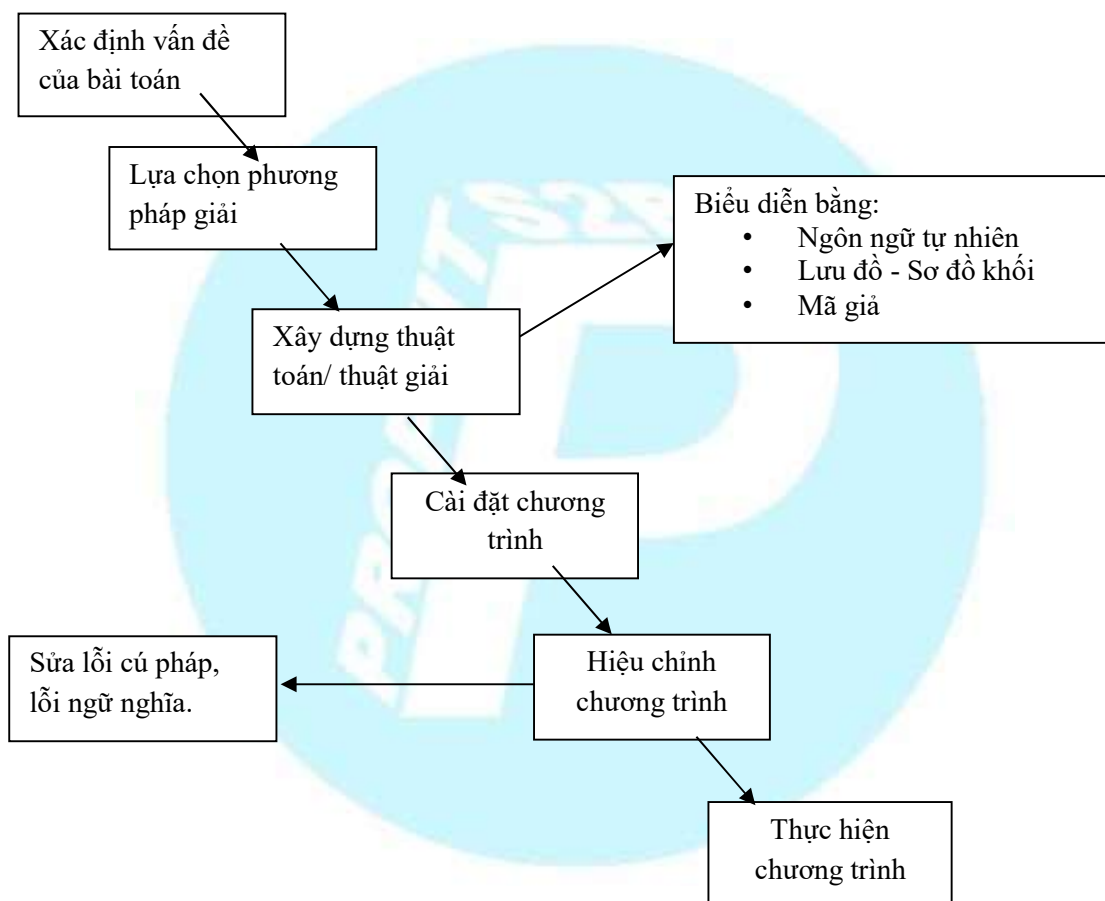 Xác định vấn đề
của bài toán
Lựa chọn phương
pháp giải
Biểu diễn bằng:
• Ngôn ngữ tự nhiên
• Lưu đồ - Sơ đồ khối
• Mã giả
Xây dựng thuật
toán/ thuật giải
Cài đặt chương
trình
Hiệu chỉnh
chương trình
Sửa lỗi cú pháp,
lỗi ngữ nghĩa.
Thực hiện
chương trình